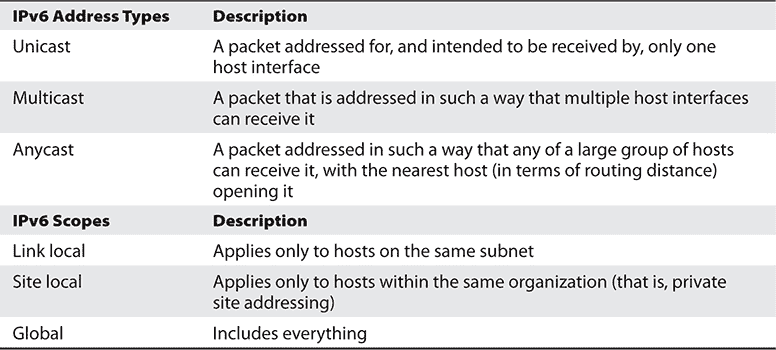 IPv6 Address Types Description
Unicast A packet addressed for, and intended to be received by, only one
host interface
Multicast A packet that is addressed in such a way that multiple host interfaces
can receive it
Anycast A packet addressed in such a way that any of a large group of hosts
can receive it, with the nearest host (in terms of routing distance)
opening it
IPv6 Scopes Description
Link local Applies only to hosts on the same subnet
Site local Applies only to hosts within the same organization (that is, private
site addressing)
Global Includes everything